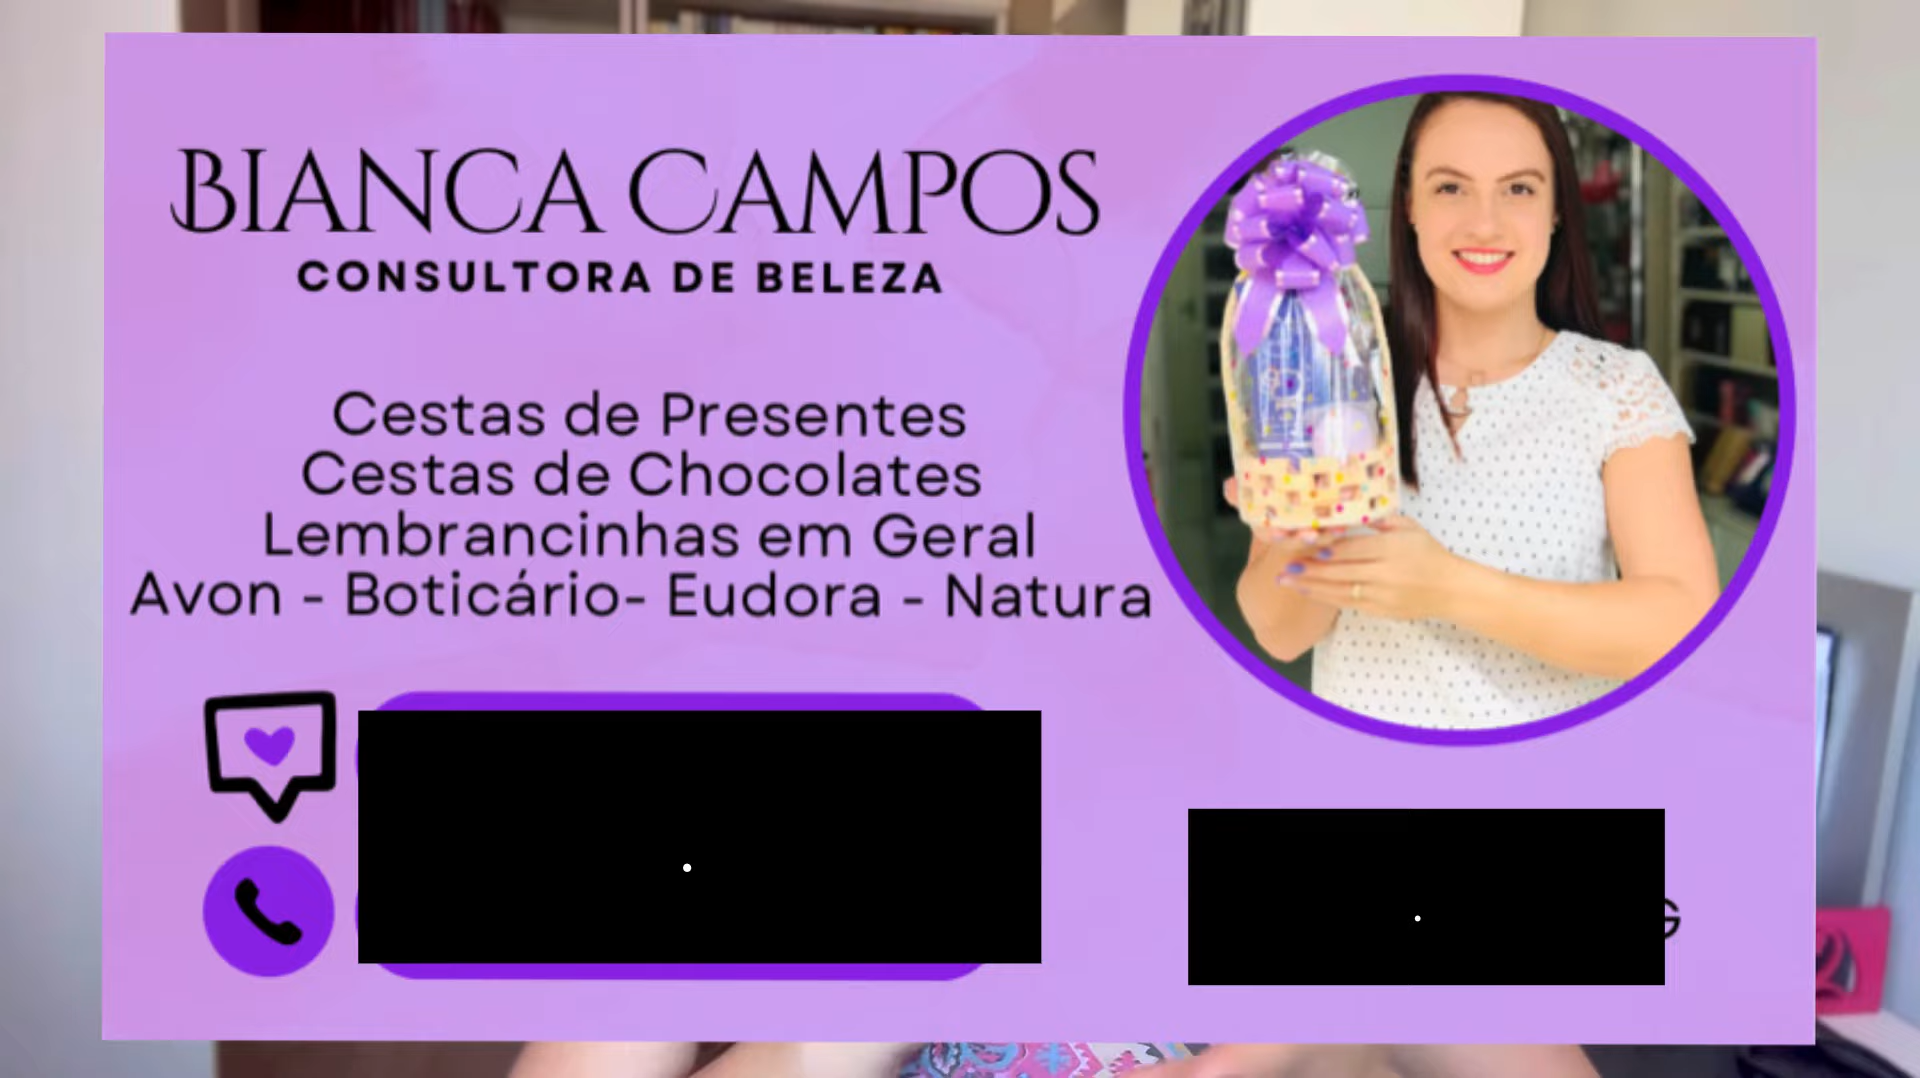 BIANCA CAMPOS
CONSULTORA DE BELEZA
Cestas de Presentes
Cestas de Chocolates
Lembrancinhas em Geral
Avon - Boticário- Eudora - Natura